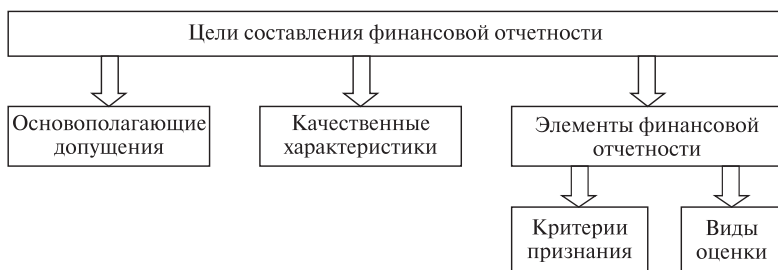 Цели составления финансовой отчетности
Основополагающие
допущения
Качественные
характеристики
Элементы финансовой
отчетности
Критерии
признания
Виды
оценки